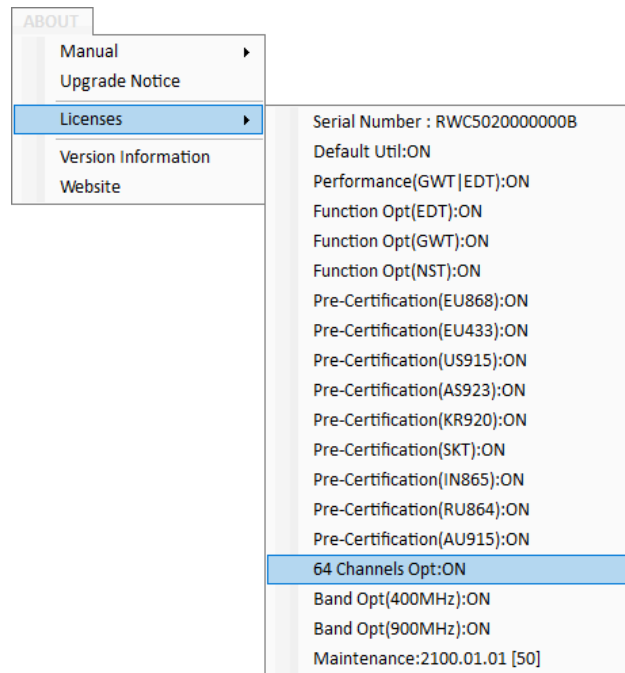 ABOUT
Manual
Upgrade Notice
Licenses
Version Information
Website
Serial Number : RWC5020000000B
Default Util:ON
Performance(GWT|EDT):ON
Function Opt(EDT):ON
Function Opt(GWT):ON
Function Opt(NST):ON
Pre-Certification(EU868):ON
Pre-Certification(EU433):ON
Pre-Certification(US915):ON
Pre-Certification(AS923):ON
Pre-Certification(KR920):ON
Pre-Certification(SKT):ON
Pre-Certification(IN865):ON
Pre-Certification(RU864):ON
Pre-Certification(AU915):ON
64 Channels Opt:ON
Band Opt(400MHz):ON
Band Opt(900MHz):ON
Maintenance:2100.01.01 [50]